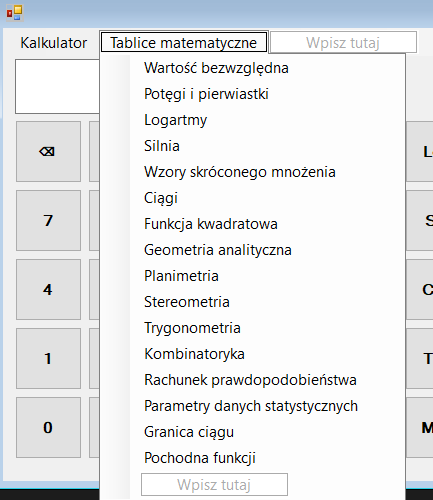 Kalkulator Tablice matematyczne Wpisz tutaj
Wartość bezwzględna
Potęgi i pierwiastki
Logartmy
Silnia
Wzory skróconego mnożenia
Ciągi
Funkcja kwadratowa
Geometria analityczna
Planimetria
Stereometria
Trygonometria
Kombinatoryka
Rachunek prawdopodobieństwa
Parametry danych statystycznych
Granica ciągu
Pochodna funkcji
Wpisz tutaj
⌫
7
4
1
0